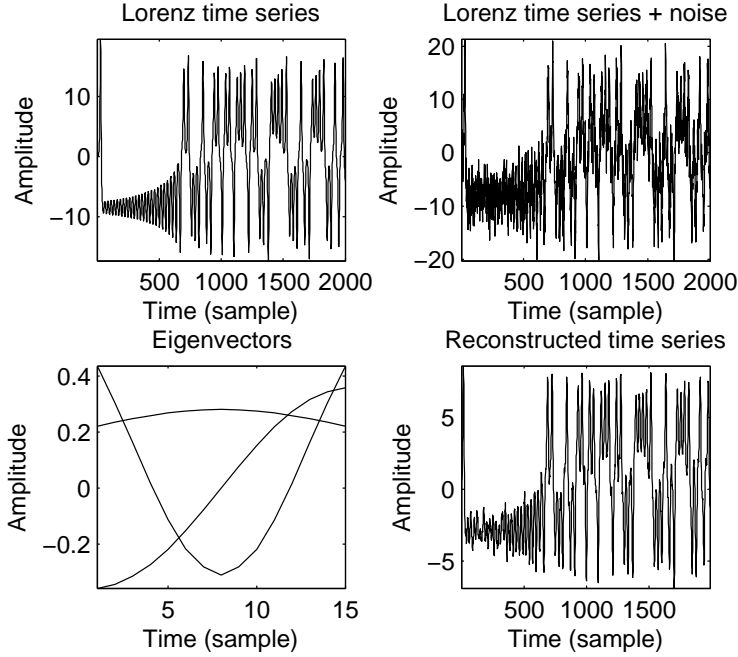 Lorenz time series
Amplitude
10
0
−10
500 1000 1500 2000
Time (sample)
Lorenz time series + noise
Amplitude
20
10
0
−10
−20
500 1000 1500 2000
Time (sample)
Eigenvectors
Amplitude
0.4
0.2
0
−0.2
5 10 15
Time (sample)
Reconstructed time series
Amplitude
5
0
−5
500 1000 1500
Time (sample)